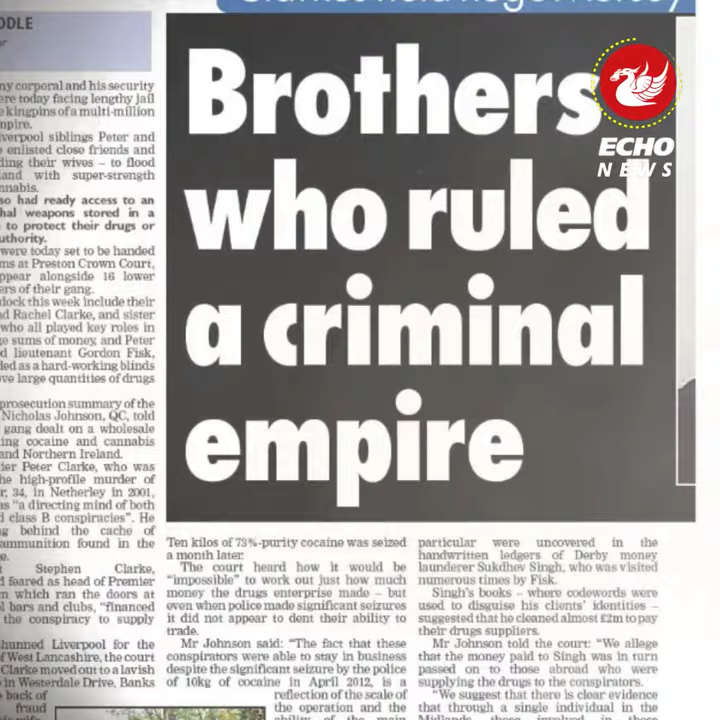 ODLE
ny corporal and his security
ere today facing lengthy jail
e kingpins of a multi-million
mpire.
verpool siblings Peter and
enlisted close friends and
ding their wives – to flood
and with super-strength
nnabis.
so had ready access to an
hal weapons stored in a
to protect their drugs or
uthority.
were today set to be handed
ms at Preston Crown Court,
ppear alongside 16 lower
ers of their gang.
dock this week include their
nd Rachel Clarke, and sister
who all played key roles in
ge sums of money, and Peter
d lieutenant Gordon Fisk,
led as a hard-working blinds
ve large quantities of drugs
prosecution summary of the
Nicholas Johnson, QC, told
gang dealt on a wholesale
ing cocaine and cannabis
and Northern Ireland.
ier Peter Clarke, who was
he high-profile murder of
r, 34, in Netherley in 2001,
as “a directing mind of both
d class B conspiracies”. He
g behind the cache of
ammunition found in the
e.
Stephen Clarke,
d feared as head of Premier
n which ran the doors at
l bars and clubs, “financed
the conspiracy to supply
hunned Liverpool for the
f West Lancashire, the court
Clarke moved out to a lavish
in Westerdale Drive, Banks
back of
fraud
Brothers
who ruled
a criminal
empire
ECHO
NEWS
Ten kilos of 73%-purity cocaine was seized
a month later.
The court heard how it would be
“impossible” to work out just how much
money the drugs enterprise made – but
even when police made significant seizures
it did not appear to dent their ability to
trade.
Mr Johnson said: “The fact that these
conspirators were able to stay in business
despite the significant seizure by the police
of 10kg of cocaine in April 2012, is a
reflection of the scale of
the operation and the
ability of the main
particular were uncovered in the
handwritten ledgers of Derby money
launderer Sukhdev Singh, who was visited
numerous times by Fisk.
Singh’s books – where codewords were
used to disguise his clients’ identities –
suggested that he cleaned almost £2m to pay
their drugs suppliers.
Mr Johnson told the court: “We allege
that the money paid to Singh was in turn
passed on to those abroad who were
supplying the drugs to the conspirators.
“We suggest that there is clear evidence
that through a single individual in the
Midlands, those involved in these